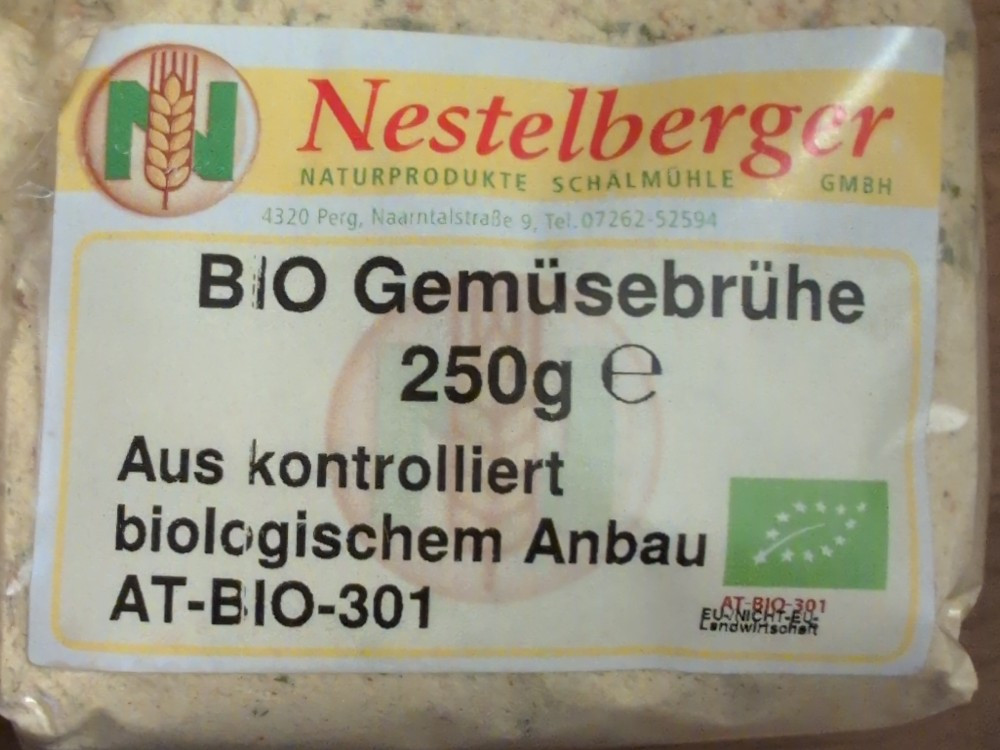 Nestelberger
NATURPRODUKTE SCHÄLMÜHLE GMBH
4320 Perg, Naarntalstraße 9, Tel. 07262-52594
BIO Gemüsebrühe
250g e
Aus kontrolliert
biologischem Anbau
AT-BIO-301
AT-BIO-301
EU-/NICHT-EU-
Landwirtschaft